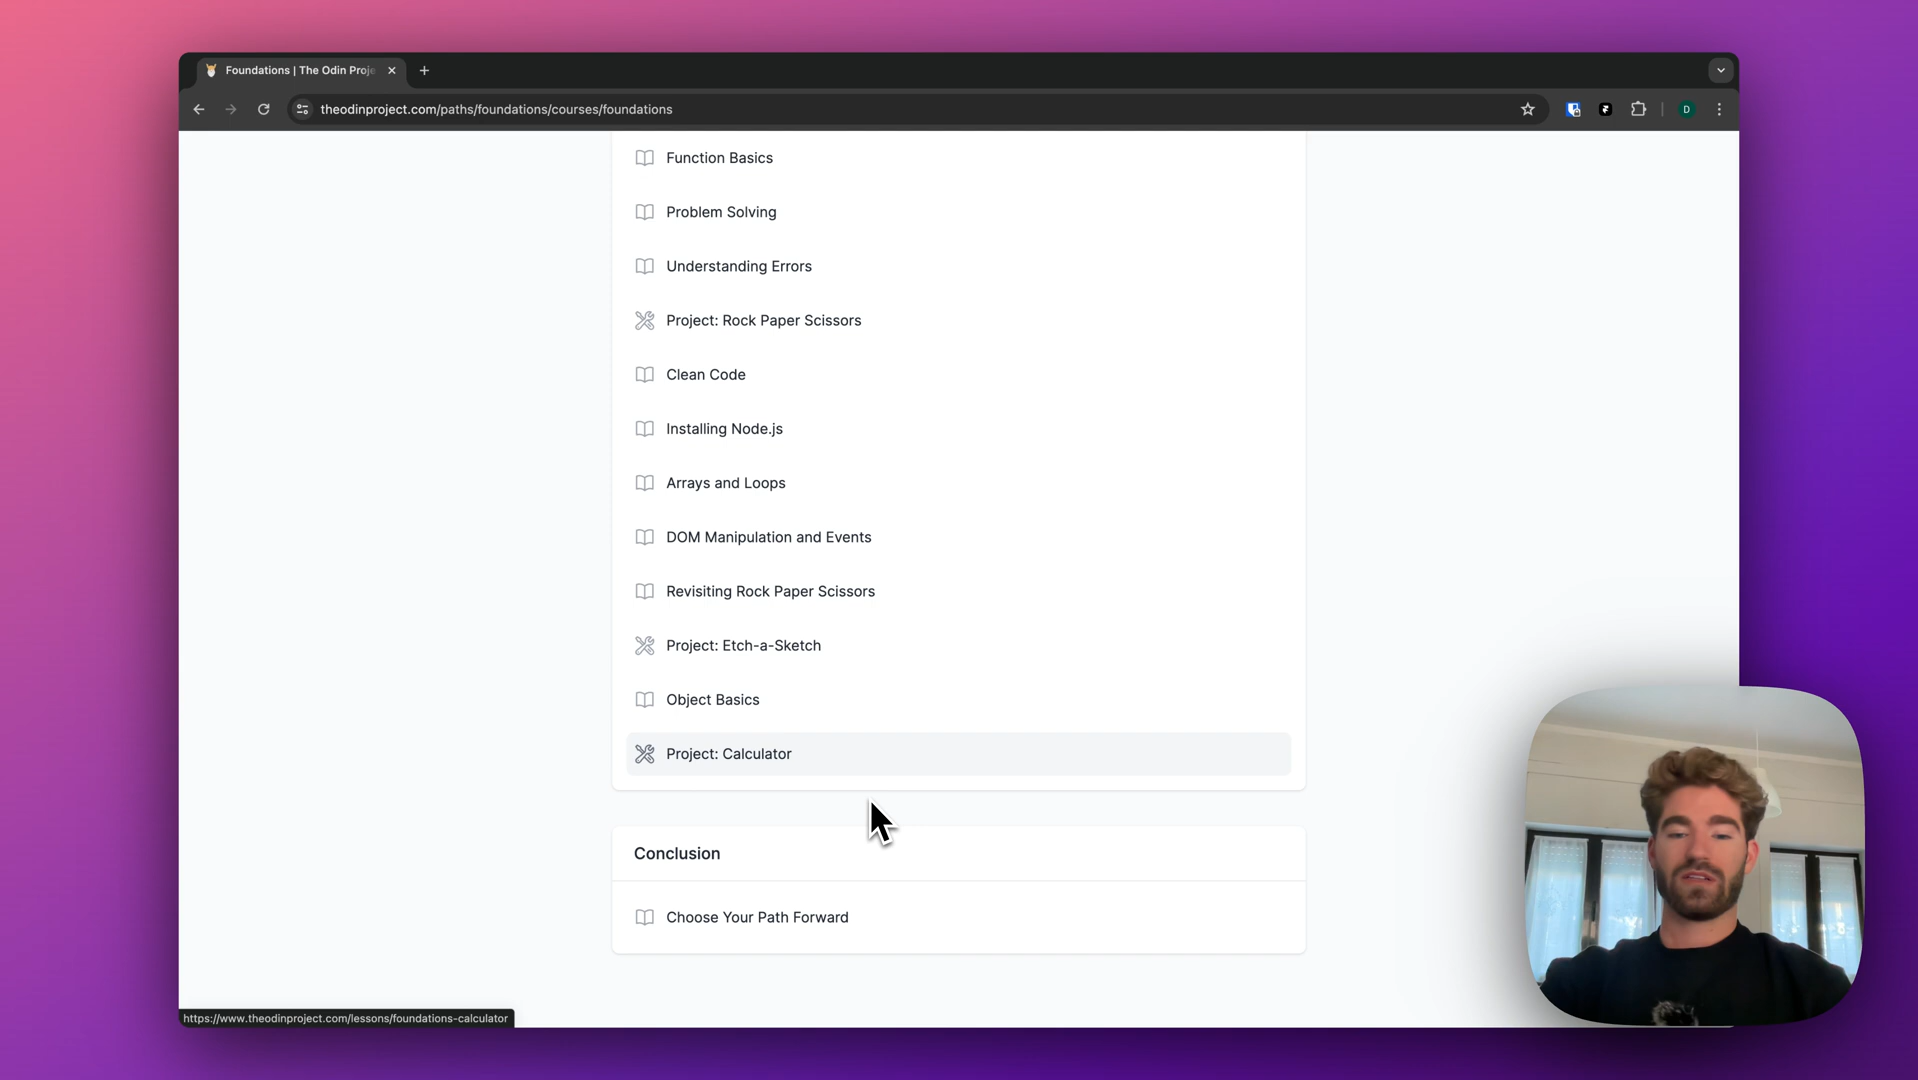 Foundations | The Odin Proje
theodinproject.com/paths/foundations/courses/foundations
D
Function Basics
Problem Solving
Understanding Errors
Project: Rock Paper Scissors
Clean Code
Installing Node.js
Arrays and Loops
DOM Manipulation and Events
Revisiting Rock Paper Scissors
Project: Etch-a-Sketch
Object Basics
Project: Calculator
Conclusion
Choose Your Path Forward
https://www.theodinproject.com/lessons/foundations-calculator